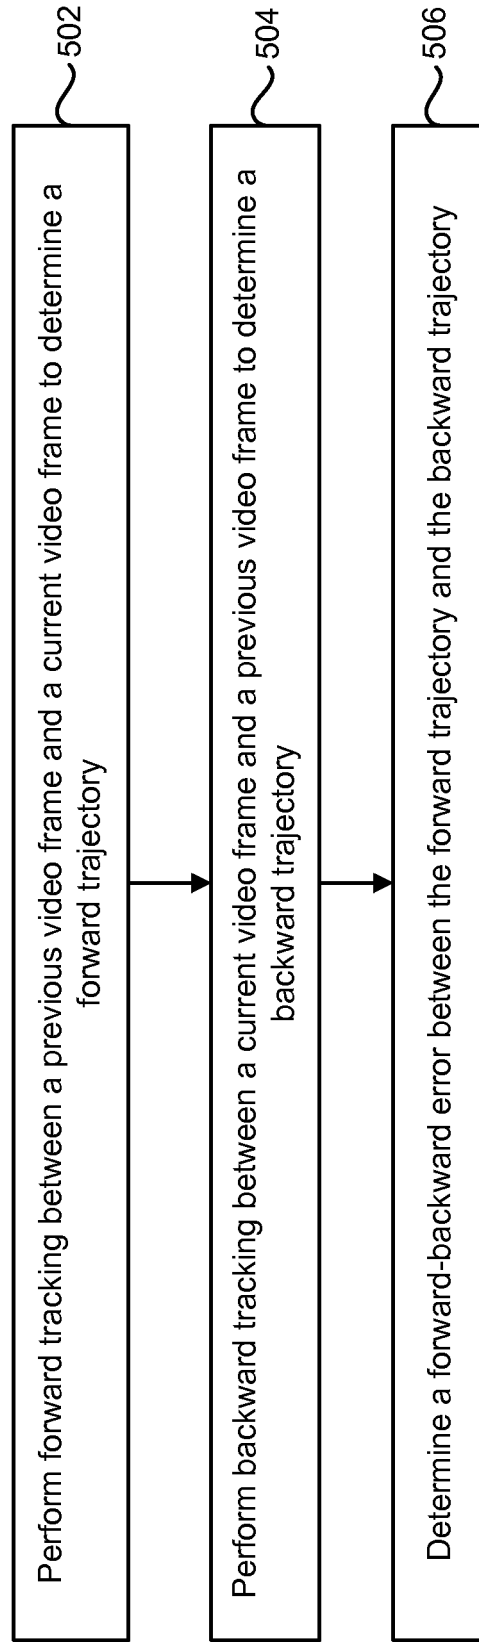 Perform forward tracking between a previous video frame and a current video frame to determine a
forward trajectory
502
Perform backward tracking between a current video frame and a previous video frame to determine a
backward trajectory
504
Determine a forward-backward error between the forward trajectory and the backward trajectory
506